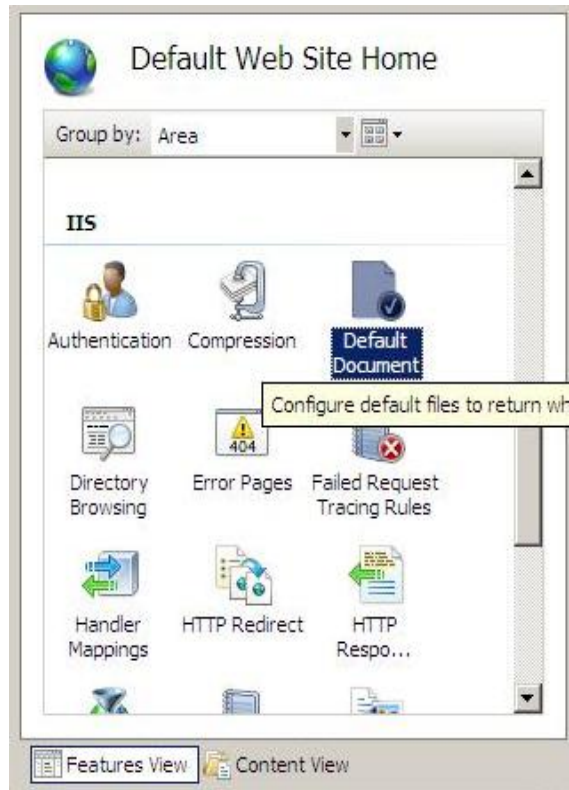 Default Web Site Home
Group by: Area
IIS
Authentication Compression Default
Document
Configure default files to return wh
404
Directory Error Pages Failed Request
Browsing Tracing Rules
Handler HTTP Redirect HTTP
Mappings Respo...
Features View Content View